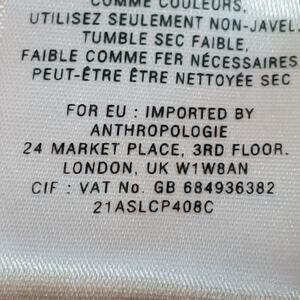 COMME COULEURS,
UTILISEZ SEULEMENT NON-JAVEL
TUMBLE SEC FAIBLE,
FAIBLE COMME FER NÉCESSAIRES
PEUT-ÊTRE ÊTRE NETTOYÉE SEC
FOR EU : IMPORTED BY
ANTHROPOLOGIE
24 MARKET PLACE, 3RD FLOOR.
LONDON, UK W1W8AN
CIF : VAT No. GB 684936382
21ASLCP408C